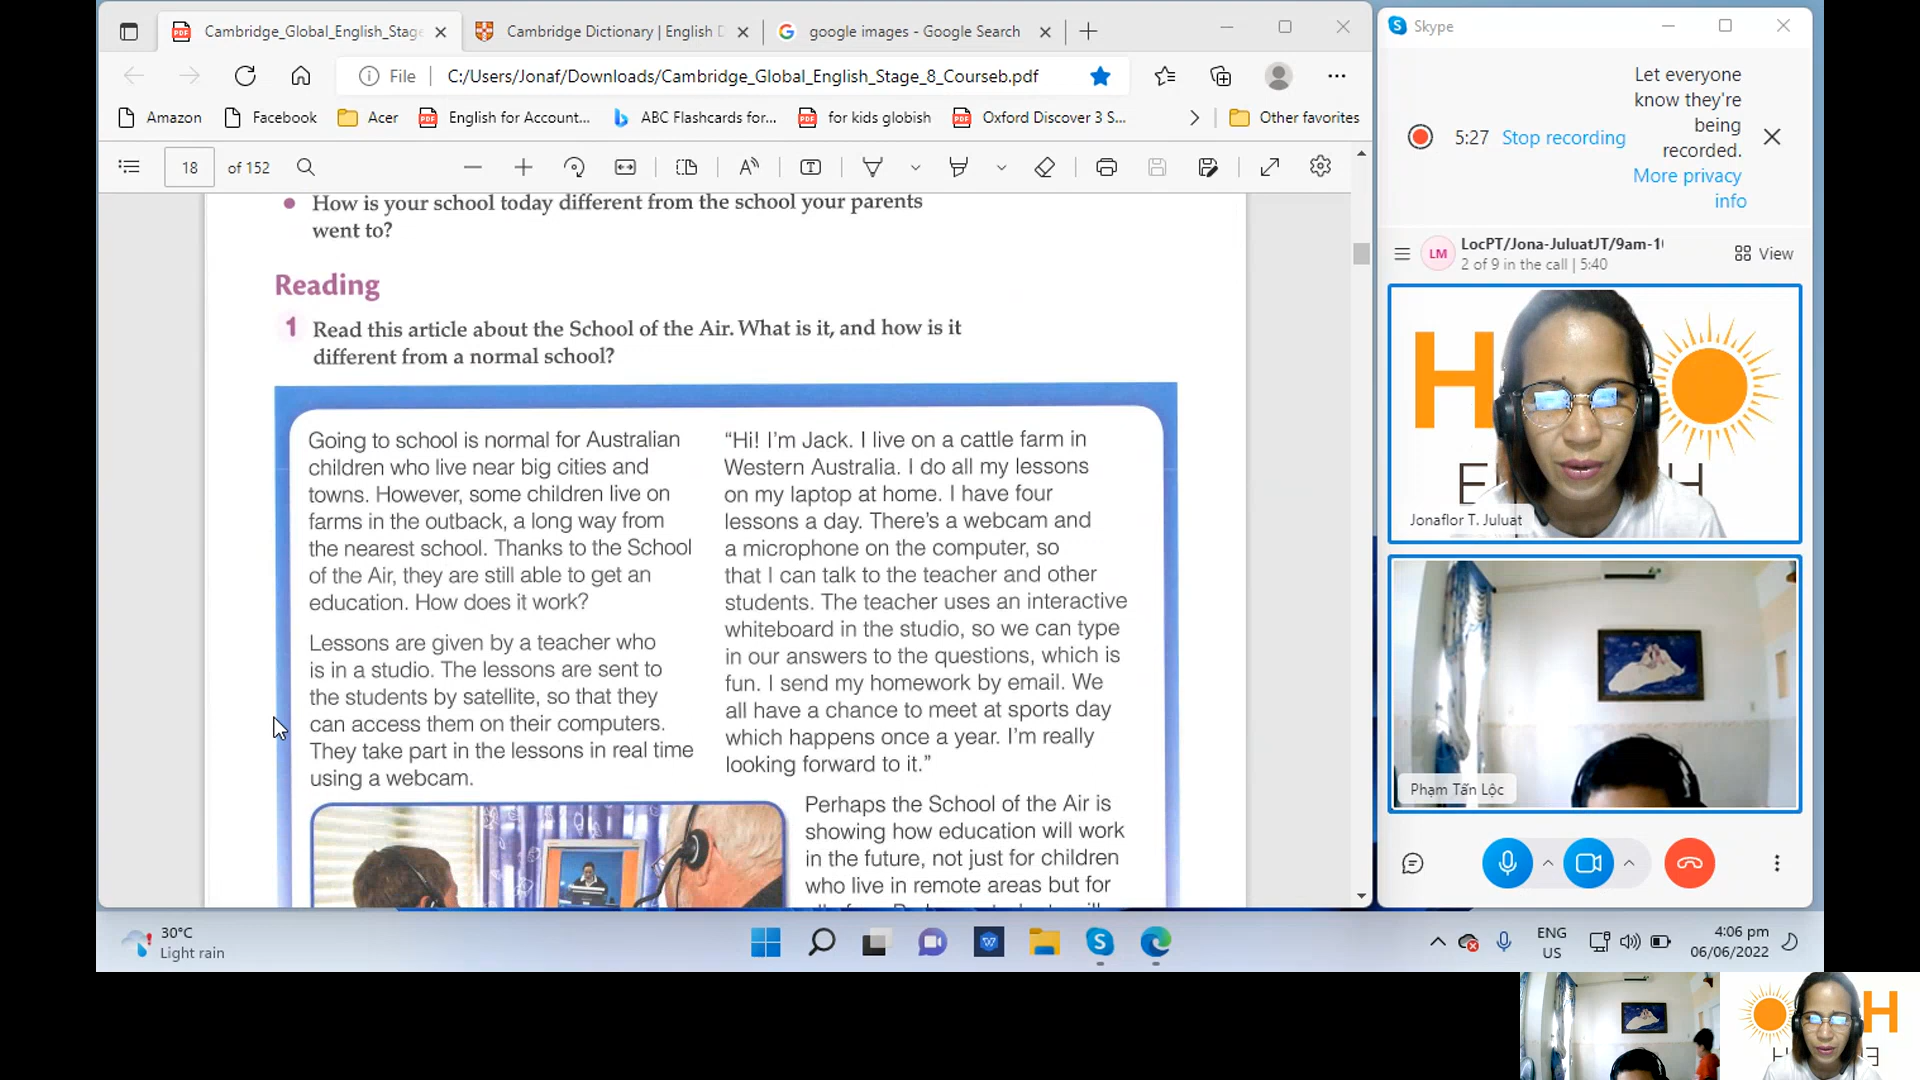 Cambridge_Global_English_Stage
Cambridge Dictionary | English D
google images - Google Search
File
C:/Users/Jonaf/Downloads/Cambridge_Global_English_Stage_8_Courseb.pdf
Amazon
Facebook
Acer
English for Account...
ABC Flashcards for...
for kids globish
Oxford Discover 3 S...
Other favorites
18 of 152
How is your school today different from the school your parents
went to?
Reading
1 Read this article about the School of the Air. What is it, and how is it
different from a normal school?
Going to school is normal for Australian
children who live near big cities and
towns. However, some children live on
farms in the outback, a long way from
the nearest school. Thanks to the School
of the Air, they are still able to get an
education. How does it work?
Lessons are given by a teacher who
is in a studio. The lessons are sent to
the students by satellite, so that they
can access them on their computers.
They take part in the lessons in real time
using a webcam.
“Hi! I’m Jack. I live on a cattle farm in
Western Australia. I do all my lessons
on my laptop at home. I have four
lessons a day. There’s a webcam and
a microphone on the computer, so
that I can talk to the teacher and other
students. The teacher uses an interactive
whiteboard in the studio, so we can type
in our answers to the questions, which is
fun. I send my homework by email. We
all have a chance to meet at sports day
which happens once a year. I’m really
looking forward to it.”
Perhaps the School of the Air is
showing how education will work
in the future, not just for children
who live in remote areas but for
Skype
Let everyone
know they're
being
recorded.
More privacy
info
5:27 Stop recording
LM
LocPT/Jona-JuluatJT/9am-1
2 of 9 in the call | 5:40
View
H
Jonaflor T. Juluat
Phạm Tấn Lộc
30°C
Light rain
ENG
US
4:06 pm
06/06/2022